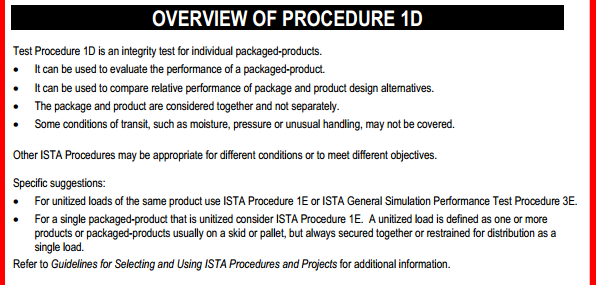 OVERVIEW OF PROCEDURE 1D
Test Procedure 1D is an integrity test for individual packaged-products.
• It can be used to evaluate the performance of a packaged-product.
• It can be used to compare relative performance of package and product design alternatives.
• The package and product are considered together and not separately.
• Some conditions of transit, such as moisture, pressure or unusual handling, may not be covered.
Other ISTA Procedures may be appropriate for different conditions or to meet different objectives.
Specific suggestions:
• For unitized loads of the same product use ISTA Procedure 1E or ISTA General Simulation Performance Test Procedure 3E.
• For a single packaged-product that is unitized consider ISTA Procedure 1E. A unitized load is defined as one or more
products or packaged-products usually on a skid or pallet, but always secured together or restrained for distribution as a
single load.
Refer to Guidelines for Selecting and Using ISTA Procedures and Projects for additional information.